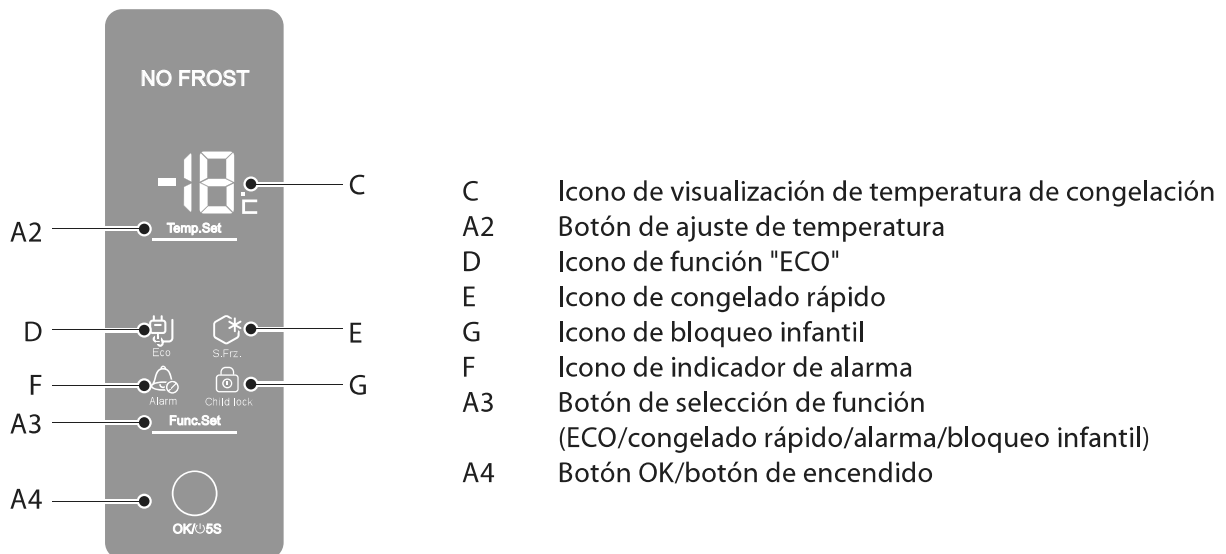 NO FROST
-18°C
C
Temp.Set
A2
D
Eco
S.Frz.
E
F
Alarm
Child lock
G
A3
Func.Set
A4
OK/⏻5S
C Icono de visualización de temperatura de congelación
A2 Botón de ajuste de temperatura
D Icono de función "ECO"
E Icono de congelado rápido
G Icono de bloqueo infantil
F Icono de indicador de alarma
A3 Botón de selección de función
(ECO/congelado rápido/alarma/bloqueo infantil)
A4 Botón OK/botón de encendido